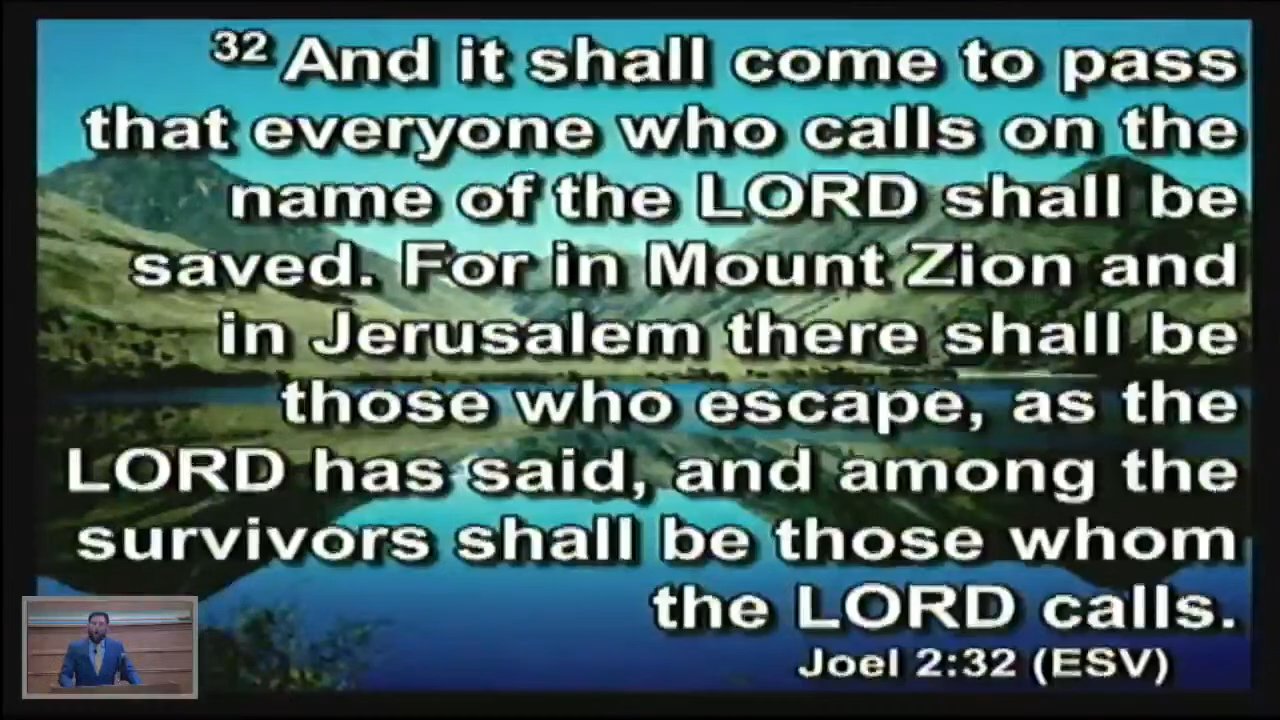 32 And it shall come to pass
that everyone who calls on the
name of the LORD shall be
saved. For in Mount Zion and
in Jerusalem there shall be
those who escape, as the
LORD has said, and among the
survivors shall be those whom
the LORD calls.
Joel 2:32 (ESV)